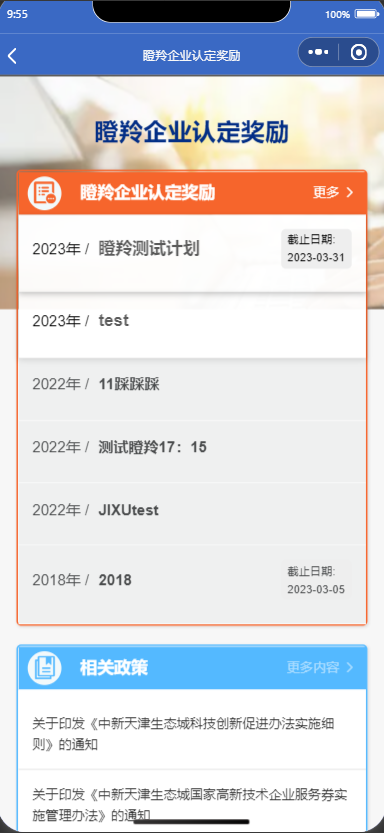 9:55
100%
瞪羚企业认定奖励
瞪羚企业认定奖励
瞪羚企业认定奖励
更多 >
2023年 / 瞪羚测试计划
截止日期:
2023-03-31
2023年 / test
2022年 / 11踩踩踩
2022年 / 测试瞪羚17：15
2022年 / JIXUtest
2018年 / 2018
截止日期:
2023-03-05
相关政策
更多内容 >
关于印发《中新天津生态城科技创新促进办法实施细
则》的通知
关于印发《中新天津生态城国家高新技术企业服务券实
施管理办法》的通知